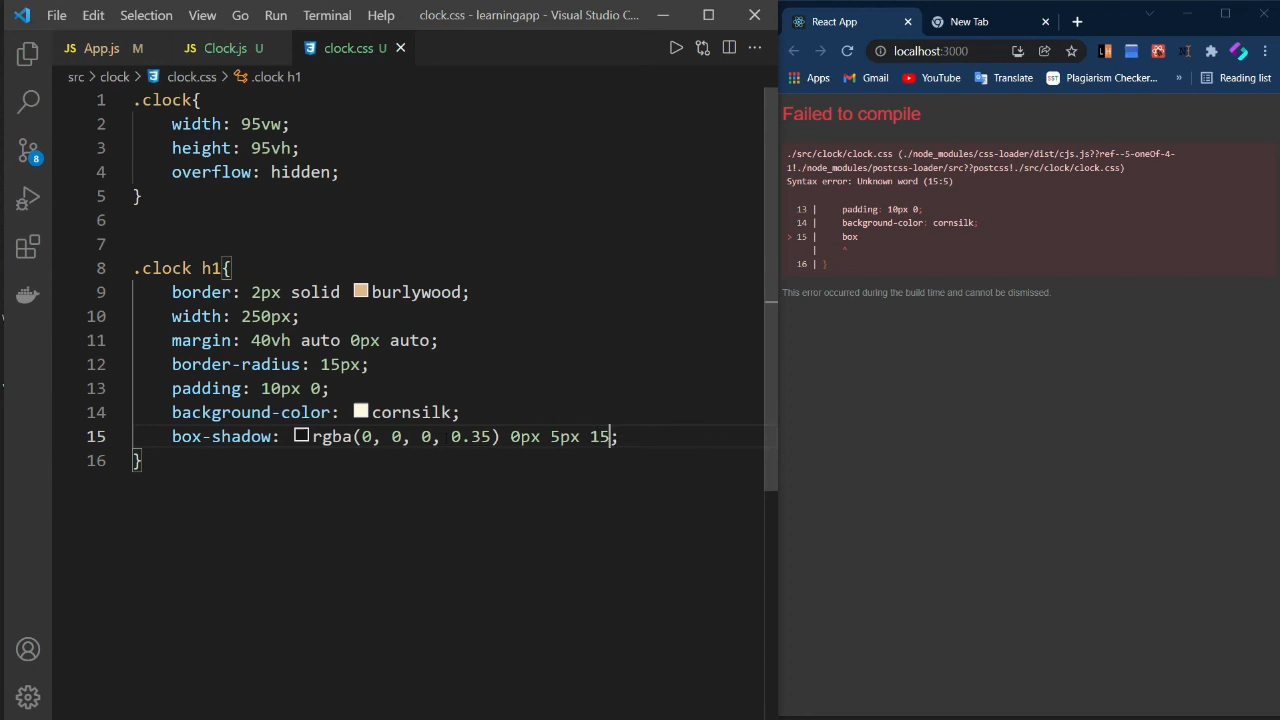 File Edit Selection View Go Run Terminal Help clock.css - learningapp - Visual Studio C...
App.js M Clock.js U clock.css U
src > clock > clock.css > .clock h1
1 .clock{
2 width: 95vw;
3 height: 95vh;
4 overflow: hidden;
5 }
6
7
8 .clock h1{
9 border: 2px solid burlywood;
10 width: 250px;
11 margin: 40vh auto 0px auto;
12 border-radius: 15px;
13 padding: 10px 0;
14 background-color: cornsilk;
15 box-shadow: rgba(0, 0, 0, 0.35) 0px 5px 15;
16 }
8
React App New Tab
localhost:3000
Apps Gmail YouTube Translate SST Plagiarism Checker... » Reading list
Failed to compile
./src/clock/clock.css (./node_modules/css-loader/dist/cjs.js??ref--5-oneOf-4-
1!./node_modules/postcss-loader/src??postcss!./src/clock/clock.css)
Syntax error: Unknown word (15:5)
13 | padding: 10px 0;
14 | background-color: cornsilk;
> 15 | box
| ^
16 | }
This error occurred during the build time and cannot be dismissed.